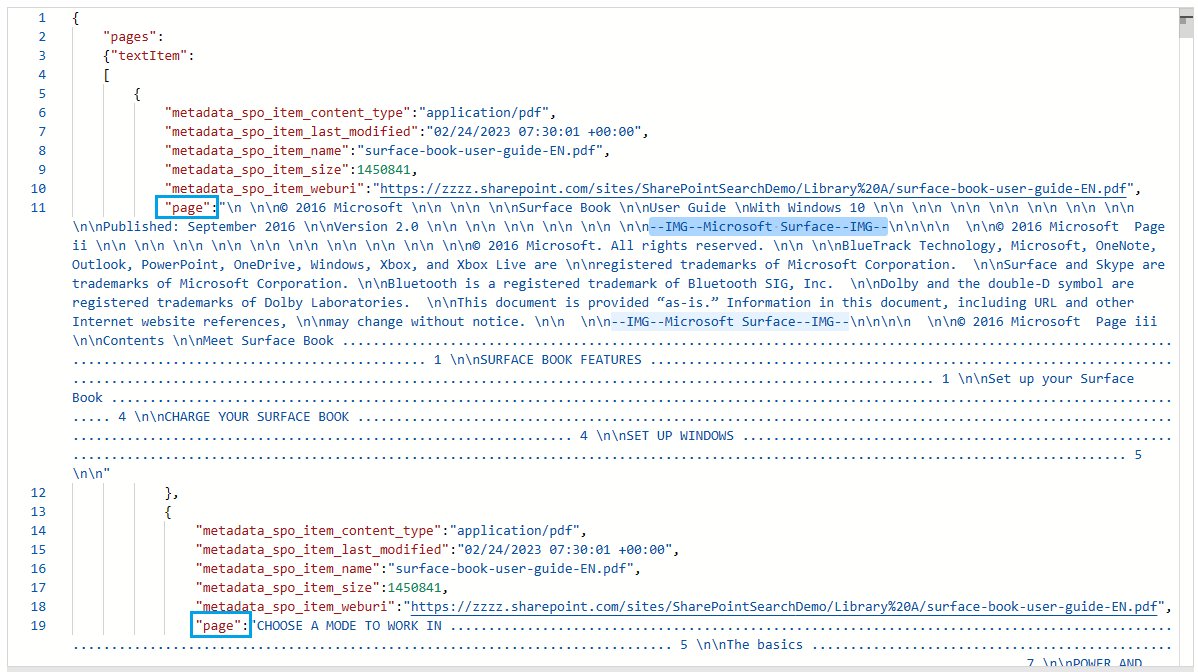 1 {
2 "pages":
3 {"textItem":
4 [
5 {
6 "metadata_spo_item_content_type":"application/pdf",
7 "metadata_spo_item_last_modified":"02/24/2023 07:30:01 +00:00",
8 "metadata_spo_item_name":"surface-book-user-guide-EN.pdf",
9 "metadata_spo_item_size":1450841,
10 "metadata_spo_item_weburi":"https://zzzz.sharepoint.com/sites/SharePointSearchDemo/Library%20A/surface-book-user-guide-EN.pdf",
11 "page":"\n \n\n© 2016 Microsoft \n\n \n\n \n\nSurface Book \n\nUser Guide \nWith Windows 10 \n\n \n\n \n\n \n\n \n\n \n\n \n\n
\n\nPublished: September 2016 \n\nVersion 2.0 \n\n \n\n \n\n \n\n \n\n \n\n--IMG--Microsoft Surface--IMG--\n\n\n\n  \n\n© 2016 Microsoft  Page
ii \n\n \n\n \n\n \n\n \n\n \n\n \n\n \n\n \n\n \n\n© 2016 Microsoft. All rights reserved. \n\n \n\nBlueTrack Technology, Microsoft, OneNote,
Outlook, PowerPoint, OneDrive, Windows, Xbox, and Xbox Live are \n\nregistered trademarks of Microsoft Corporation.  \n\nSurface and Skype are
trademarks of Microsoft Corporation. \n\nBluetooth is a registered trademark of Bluetooth SIG, Inc.  \n\nDolby and the double-D symbol are
registered trademarks of Dolby Laboratories.  \n\nThis document is provided “as-is.” Information in this document, including URL and other
Internet website references, \n\nmay change without notice. \n\n  \n\n--IMG--Microsoft Surface--IMG--\n\n\n\n  \n\n© 2016 Microsoft  Page iii
\n\nContents \n\nMeet Surface Book ............................................................................................................
.............................................. 1 \n\nSURFACE BOOK FEATURES ....................................................................
................................................................................................................ 1 \n\nSet up your Surface
Book ..........................................................................................................................................
..... 4 \n\nCHARGE YOUR SURFACE BOOK ..........................................................................................................
................................................................. 4 \n\nSET UP WINDOWS ........................................................
......................................................................................................................................... 5
\n\n"
12 },
13 {
14 "metadata_spo_item_content_type":"application/pdf",
15 "metadata_spo_item_last_modified":"02/24/2023 07:30:01 +00:00",
16 "metadata_spo_item_name":"surface-book-user-guide-EN.pdf",
17 "metadata_spo_item_size":1450841,
18 "metadata_spo_item_weburi":"https://zzzz.sharepoint.com/sites/SharePointSearchDemo/Library%20A/surface-book-user-guide-EN.pdf",
19 "page":"CHOOSE A MODE TO WORK IN ..............................................................................................
.............................................................................. 5 \n\nThe basics ...............................................
7 \n\nPOWER AND